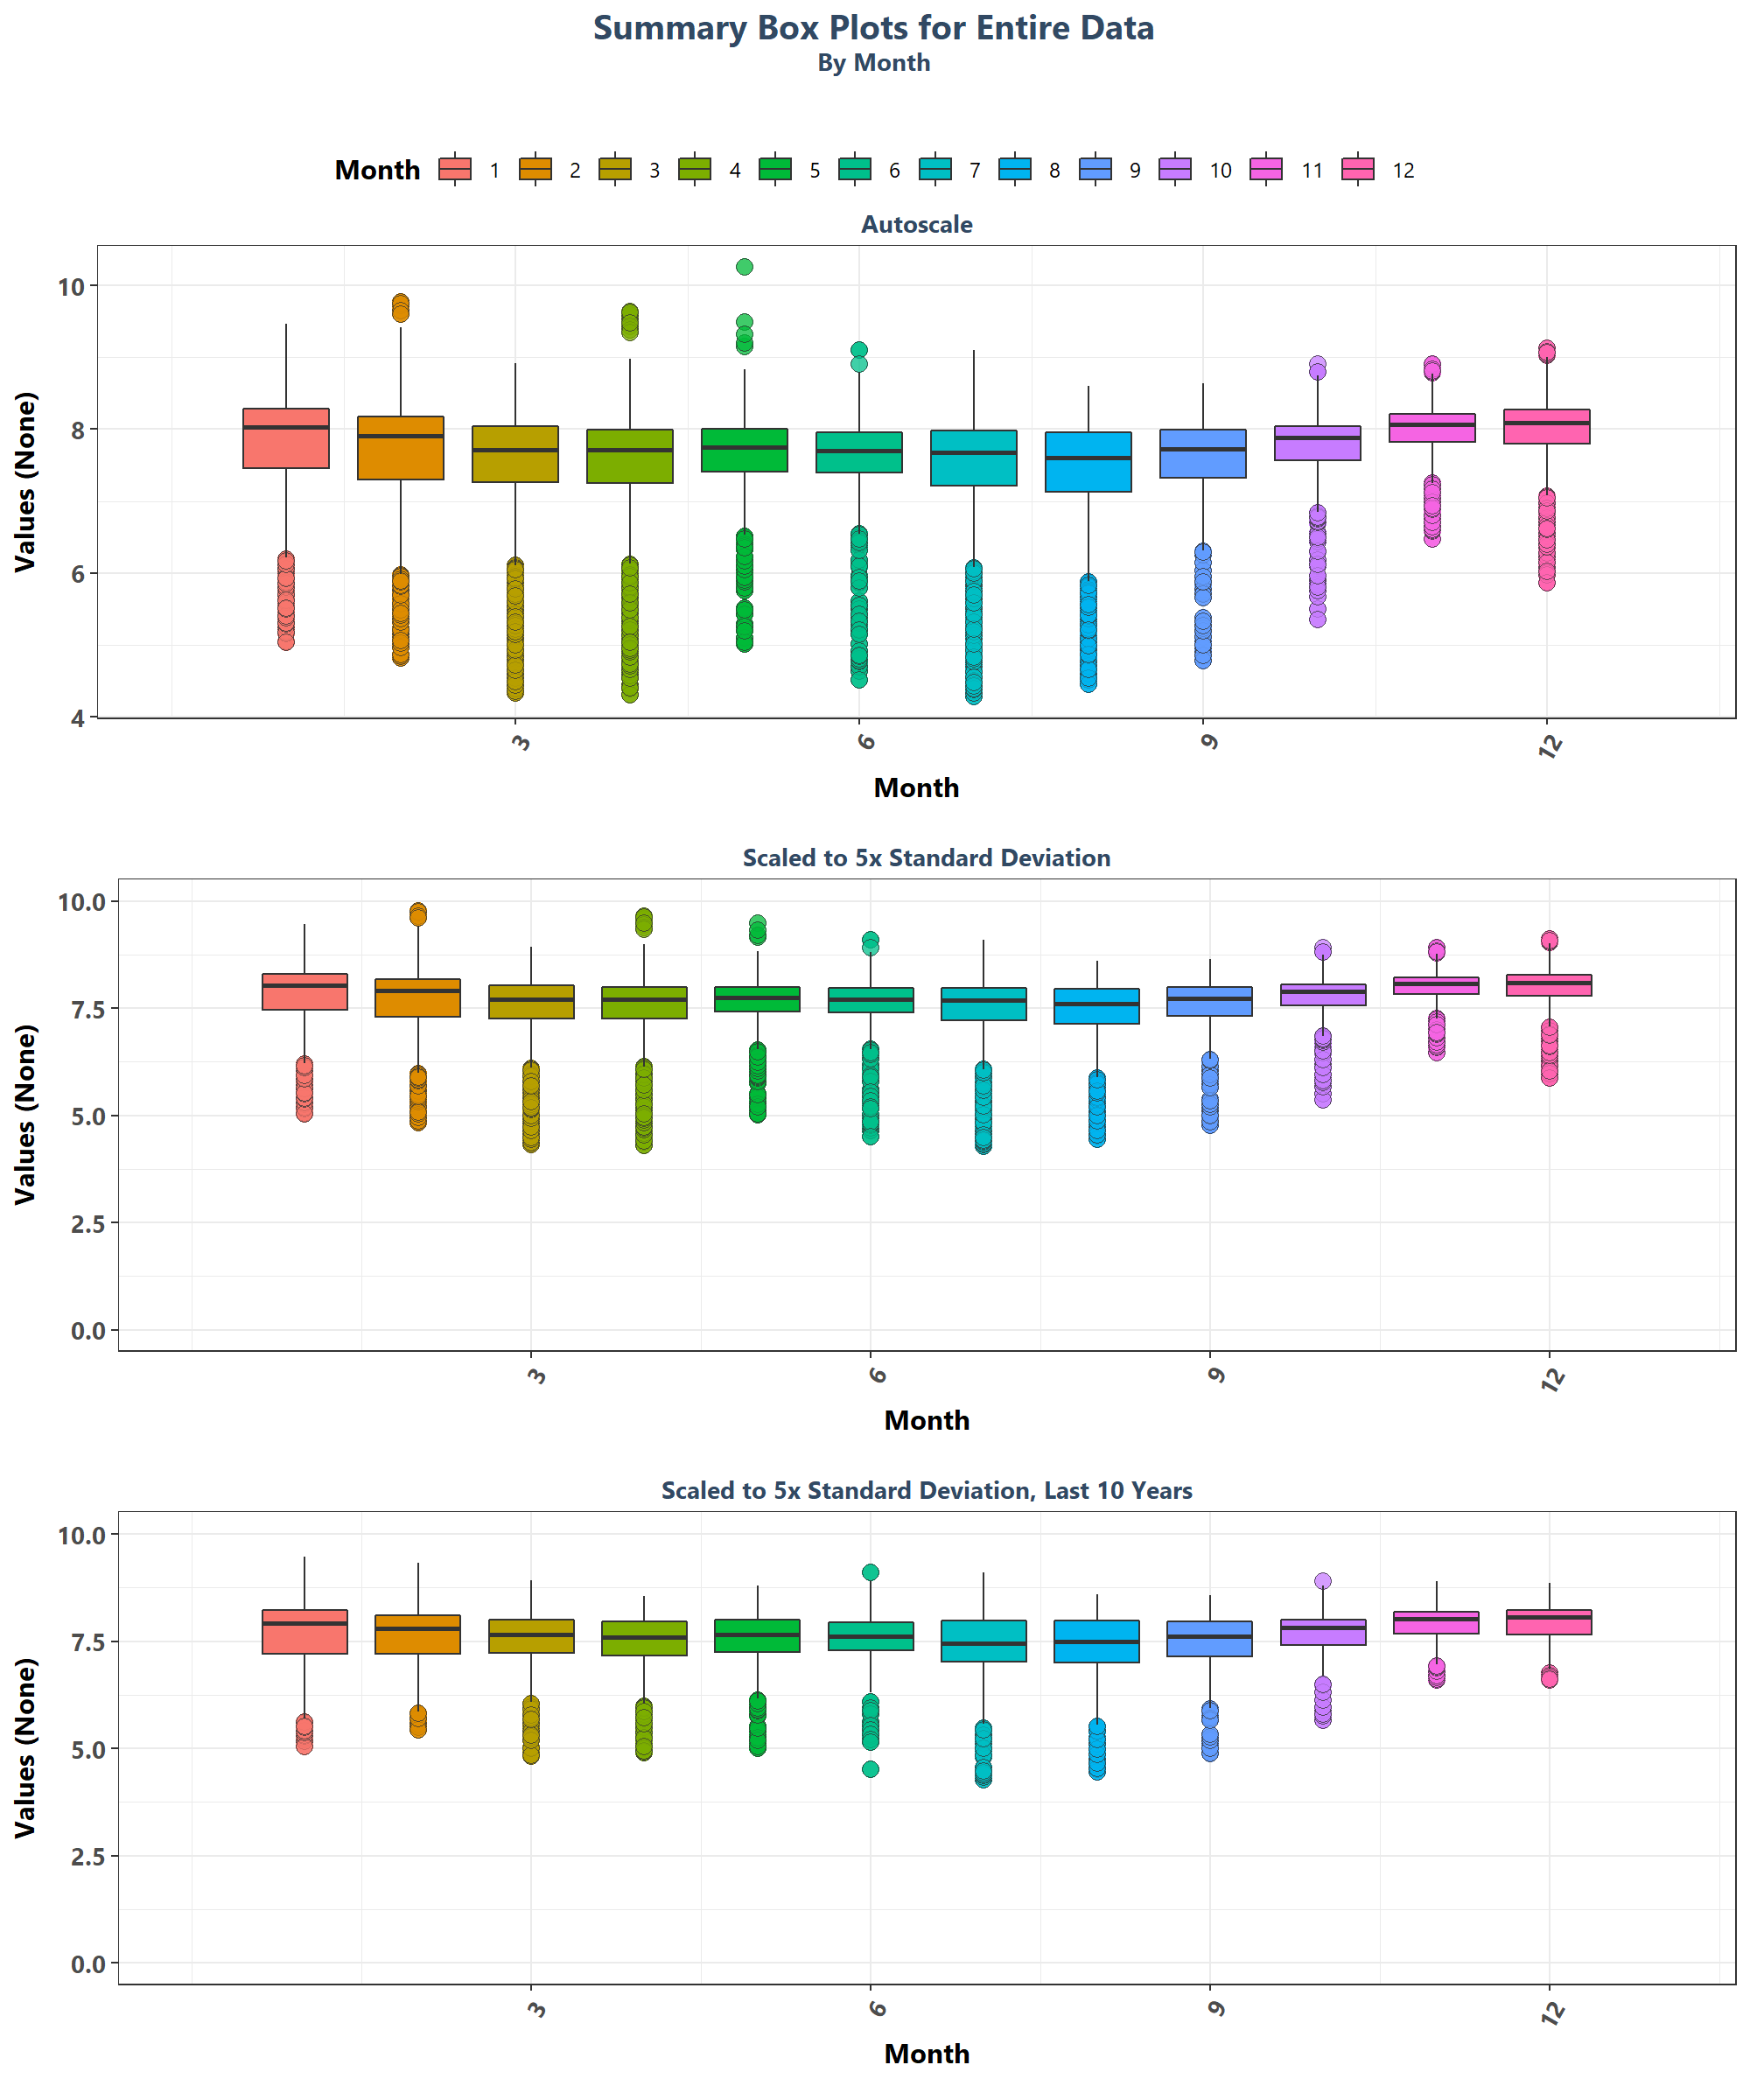 Summary Box Plots for Entire Data
By Month
Month 1 2 3 4 5 6 7 8 9 10 11 12
Autoscale
Values (None)
10
8
6
4
3 6 9 12
Month
Scaled to 5x Standard Deviation
Values (None)
10.0
7.5
5.0
2.5
0.0
3 6 9 12
Month
Scaled to 5x Standard Deviation, Last 10 Years
Values (None)
10.0
7.5
5.0
2.5
0.0
3 6 9 12
Month